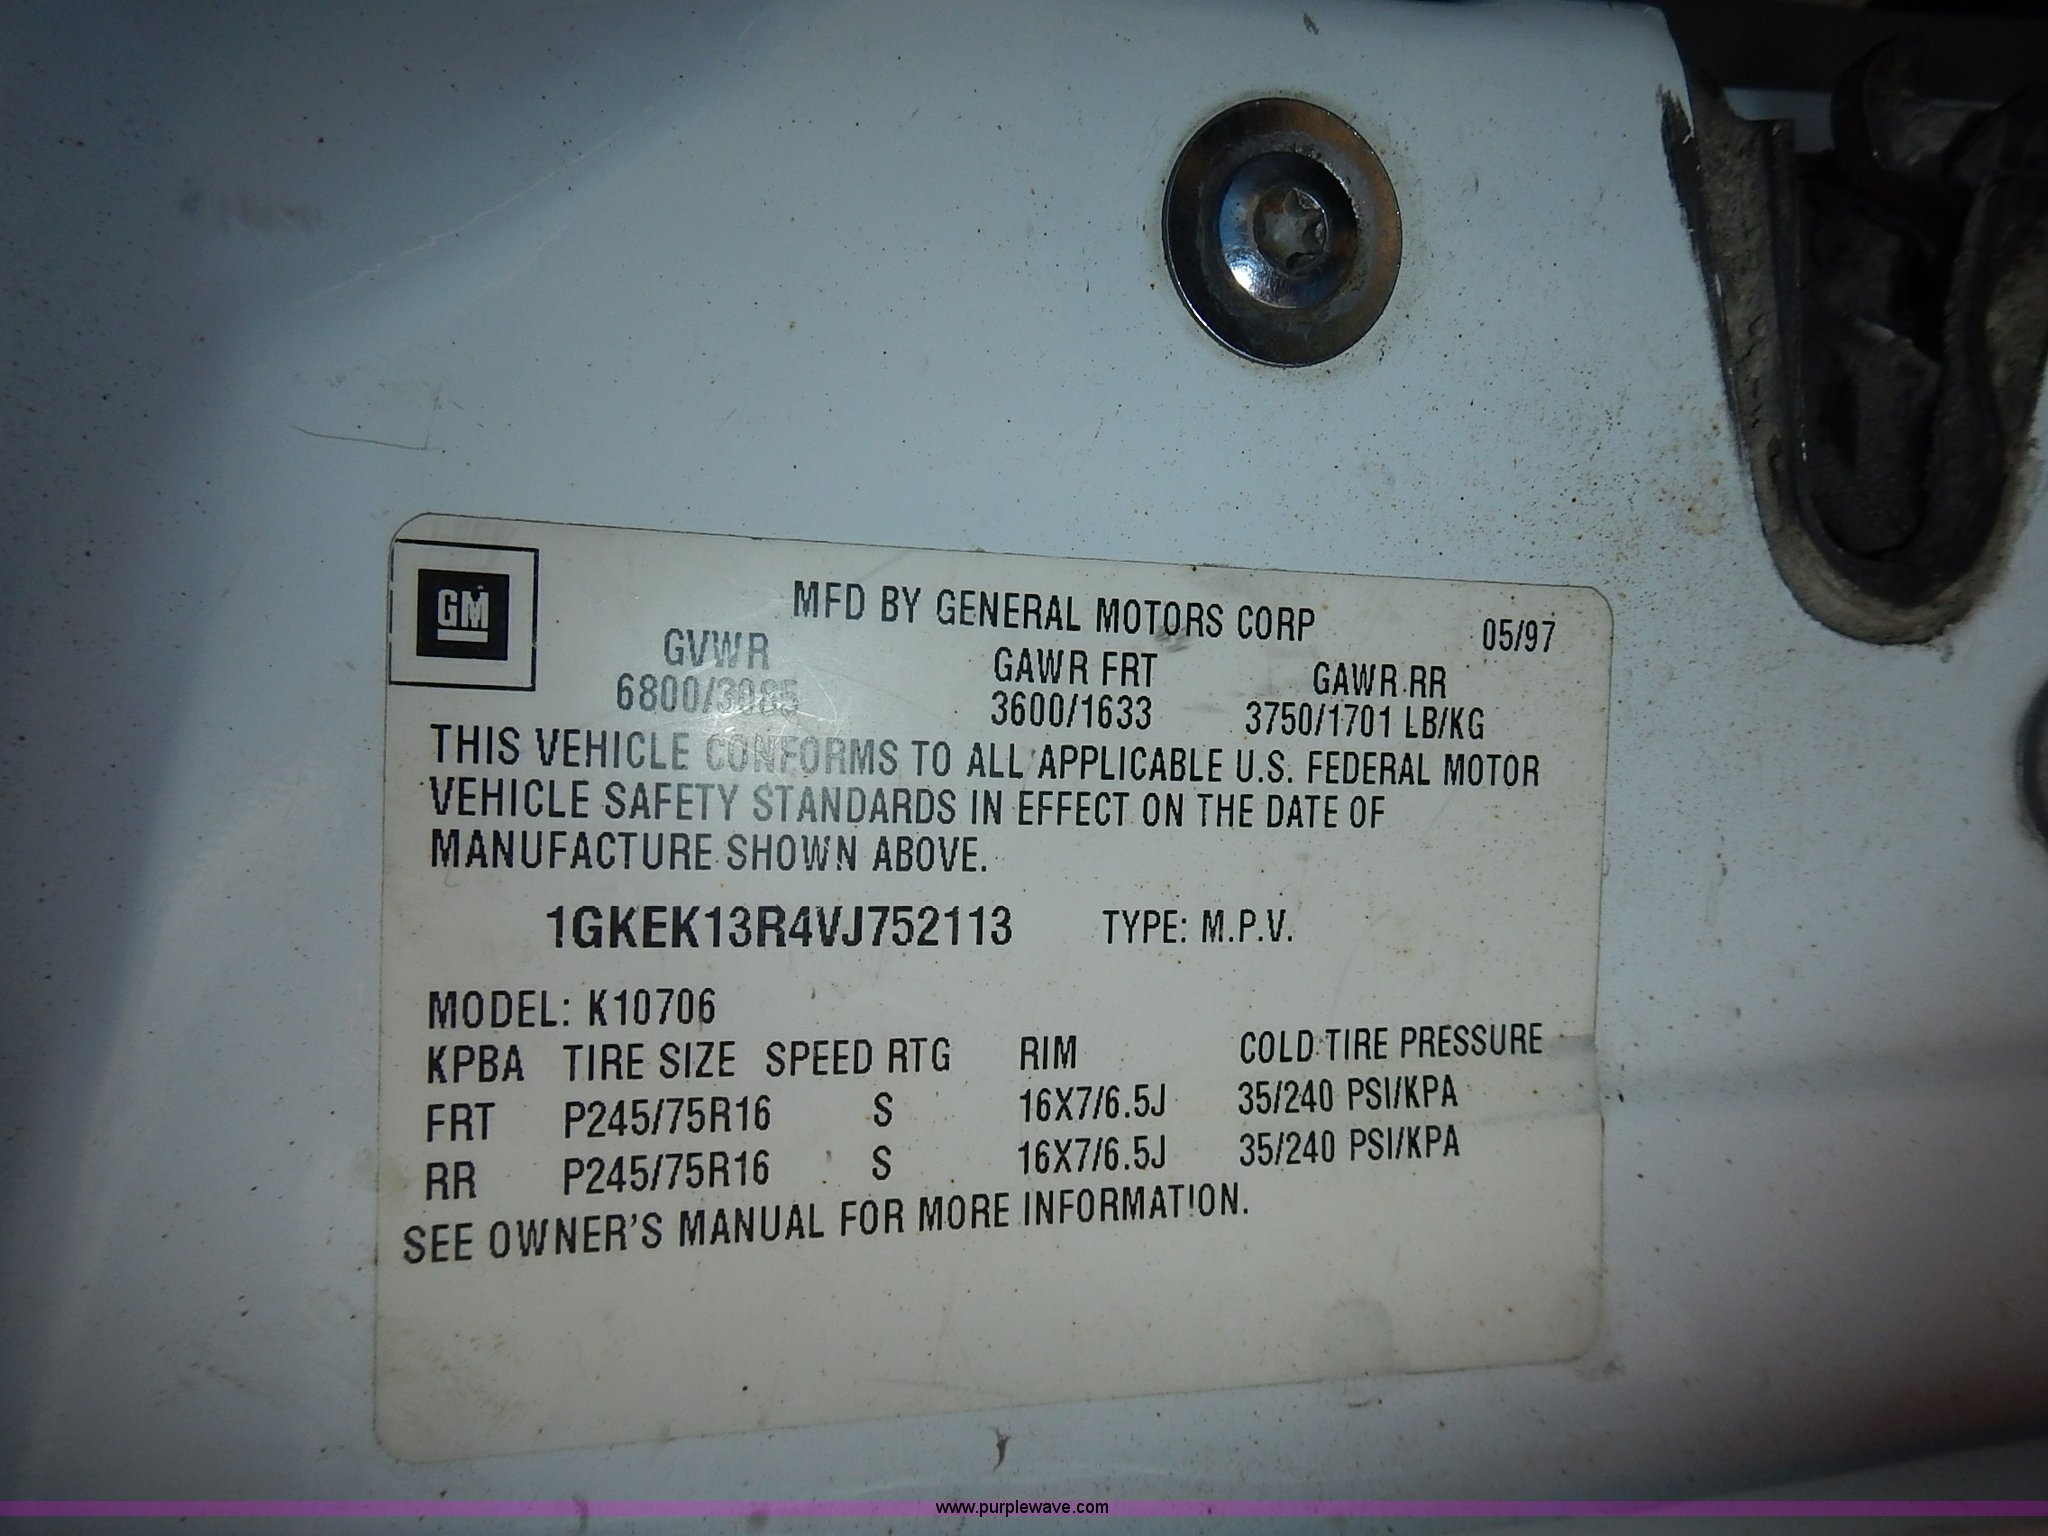 GM
MFD BY GENERAL MOTORS CORP 05/97
GVWR GAWR FRT GAWR RR
6800/3085 3600/1633 3750/1701 LB/KG
THIS VEHICLE CONFORMS TO ALL APPLICABLE U.S. FEDERAL MOTOR
VEHICLE SAFETY STANDARDS IN EFFECT ON THE DATE OF
MANUFACTURE SHOWN ABOVE.
1GKEK13R4VJ752113 TYPE: M.P.V.
MODEL: K10706
KPBA TIRE SIZE SPEED RTG RIM COLD TIRE PRESSURE
FRT P245/75R16 S 16X7/6.5J 35/240 PSI/KPA
RR P245/75R16 S 16X7/6.5J 35/240 PSI/KPA
SEE OWNER'S MANUAL FOR MORE INFORMATION.
www.purplewave.com